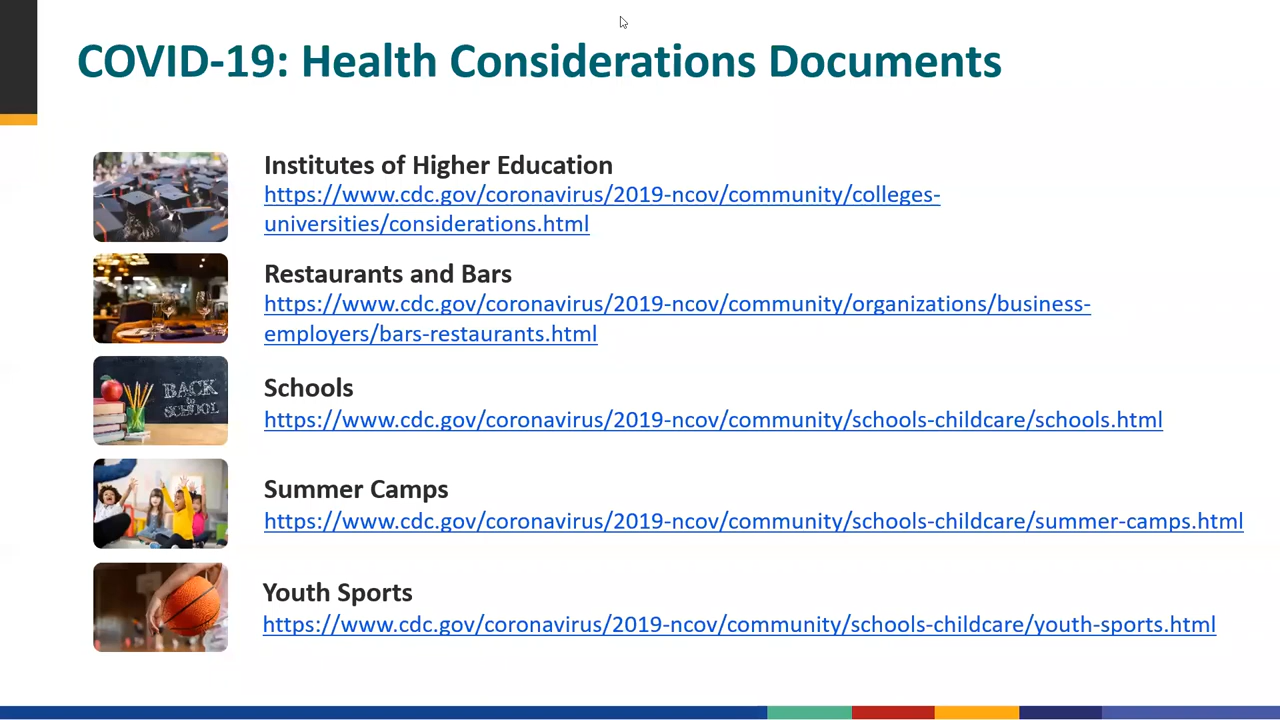 COVID-19: Health Considerations Documents
Institutes of Higher Education
https://www.cdc.gov/coronavirus/2019-ncov/community/colleges-
universities/considerations.html
Restaurants and Bars
https://www.cdc.gov/coronavirus/2019-ncov/community/organizations/business-
employers/bars-restaurants.html
BACK
to
SCHOOL
Schools
https://www.cdc.gov/coronavirus/2019-ncov/community/schools-childcare/schools.html
Summer Camps
https://www.cdc.gov/coronavirus/2019-ncov/community/schools-childcare/summer-camps.html
Youth Sports
https://www.cdc.gov/coronavirus/2019-ncov/community/schools-childcare/youth-sports.html